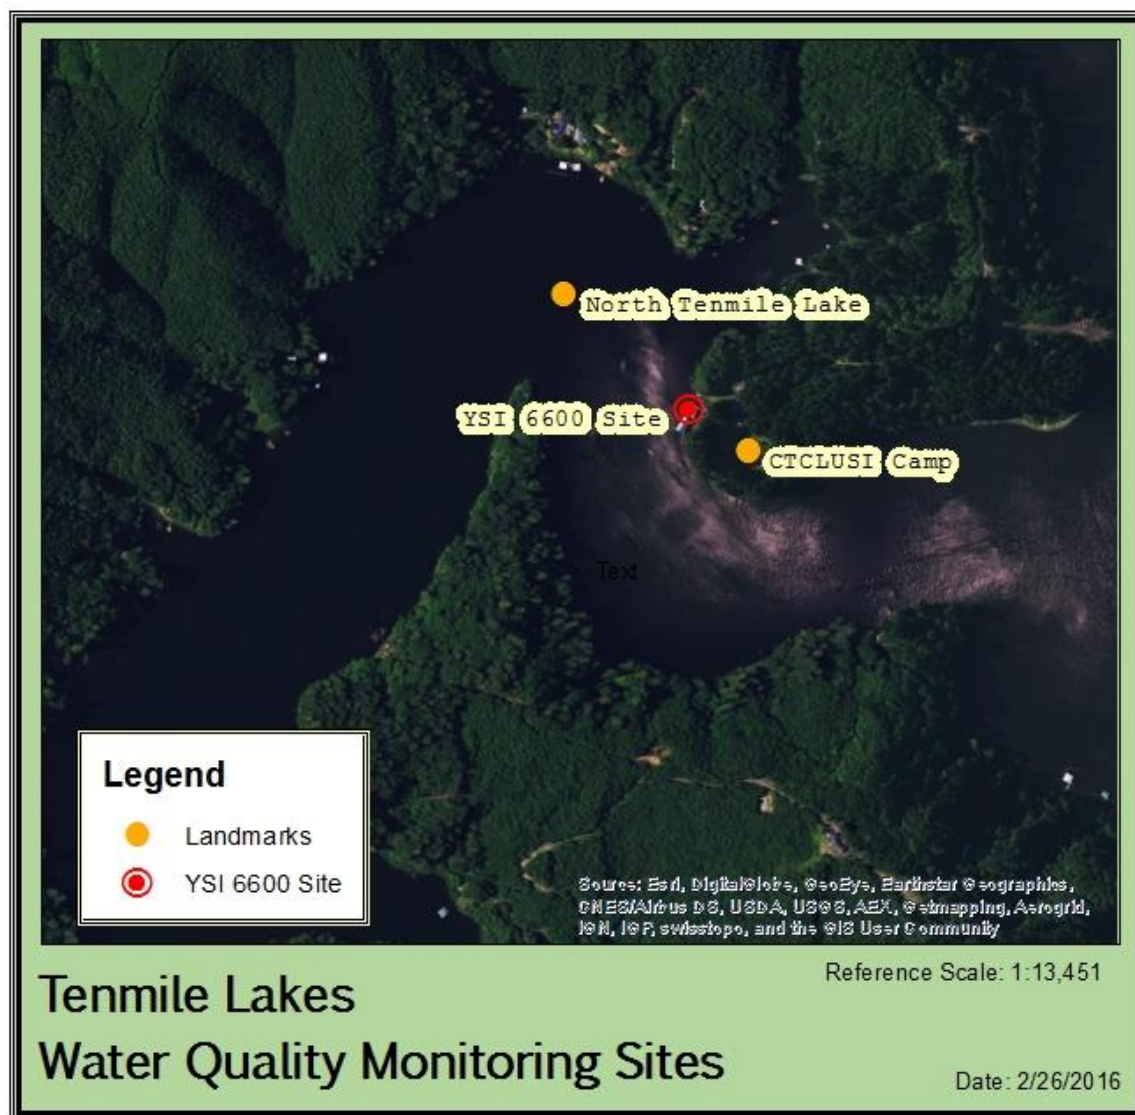 North Tenmile Lake
YSI 6600 Site
CTCLUSI Camp
Text
Legend
Landmarks
YSI 6600 Site
Source: Esri, DigitalGlobe, GeoEye, Earthstar Geographics,
CNES/Airbus DS, USDA, USGS, AEX, Getmapping, Aerogrid,
IGN, IGP, swisstopo, and the GIS User Community
Reference Scale: 1:13,451
Tenmile Lakes
Water Quality Monitoring Sites
Date: 2/26/2016